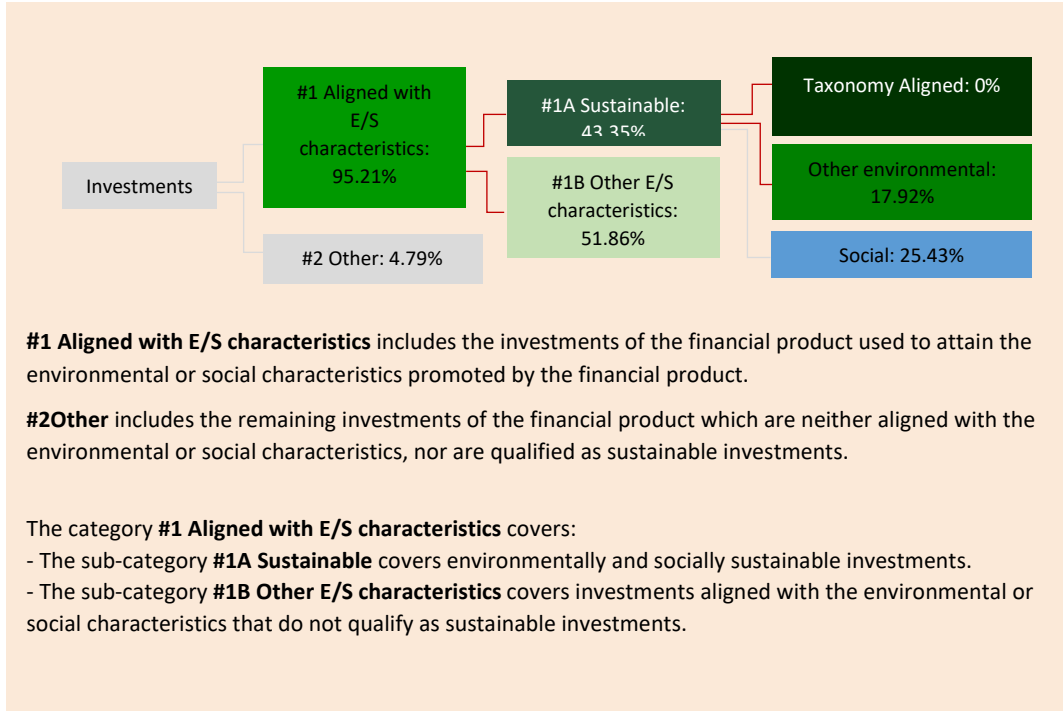 Investments
#1 Aligned with
E/S
characteristics:
95.21%
#2 Other: 4.79%
#1A Sustainable:
43.35%
#1B Other E/S
characteristics:
51.86%
Taxonomy Aligned: 0%
Other environmental:
17.92%
Social: 25.43%
#1 Aligned with E/S characteristics includes the investments of the financial product used to attain the
environmental or social characteristics promoted by the financial product.
#2Other includes the remaining investments of the financial product which are neither aligned with the
environmental or social characteristics, nor are qualified as sustainable investments.
The category #1 Aligned with E/S characteristics covers:
- The sub-category #1A Sustainable covers environmentally and socially sustainable investments.
- The sub-category #1B Other E/S characteristics covers investments aligned with the environmental or
social characteristics that do not qualify as sustainable investments.